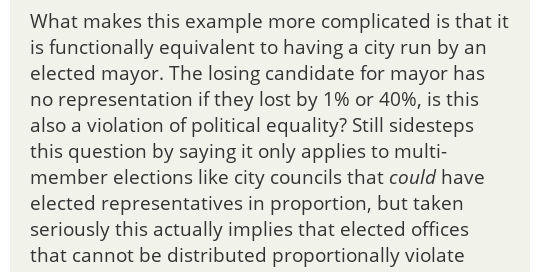 What makes this example more complicated is that it
is functionally equivalent to having a city run by an
elected mayor. The losing candidate for mayor has
no representation if they lost by 1% or 40%, is this
also a violation of political equality? Still sidesteps
this question by saying it only applies to multi-
member elections like city councils that could have
elected representatives in proportion, but taken
seriously this actually implies that elected offices
that cannot be distributed proportionally violate